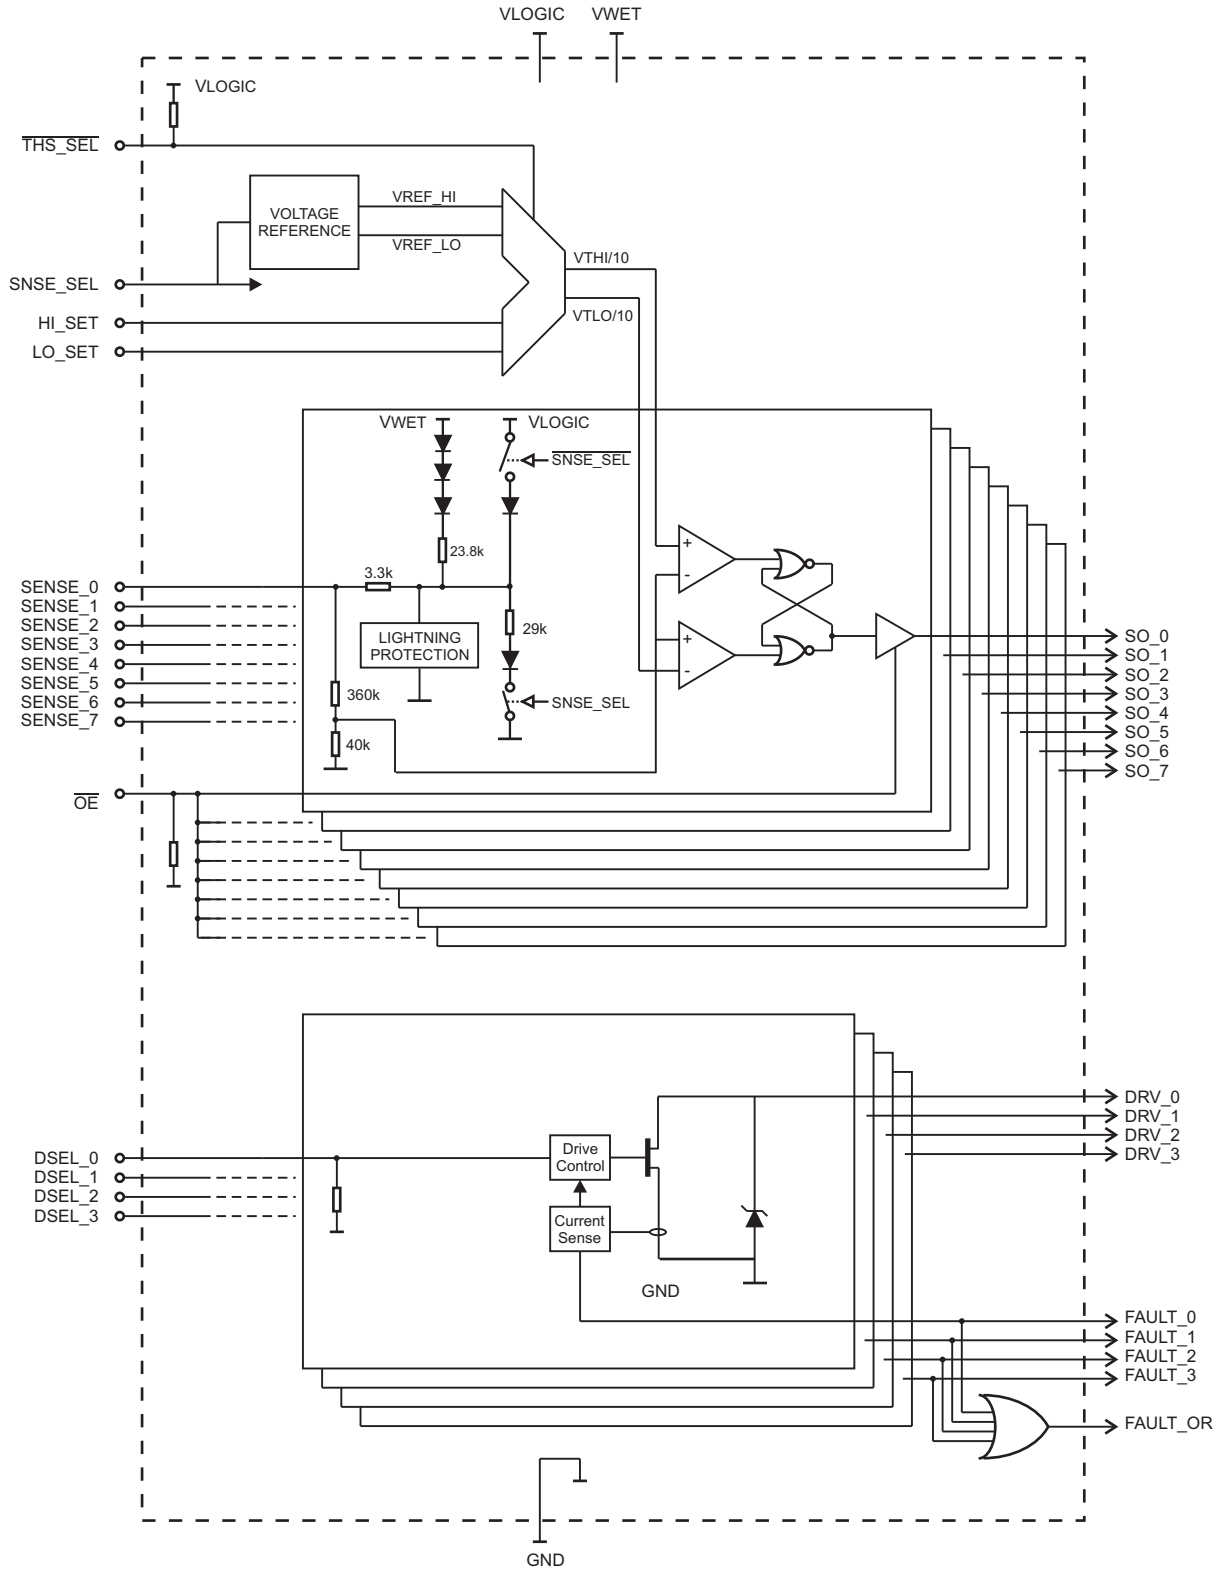 VLOGIC VWET
VLOGIC
THS_SEL
VOLTAGE
REFERENCE
VREF_HI
VREF_LO
SNSE_SEL
HI_SET
LO_SET
VTHI/10
VTLO/10
VWET
VLOGIC
SNSE_SEL
+
-
23.8k
3.3k
29k
LIGHTNING
PROTECTION
+
-
360k
40k
SNSE_SEL
SENSE_0
SENSE_1
SENSE_2
SENSE_3
SENSE_4
SENSE_5
SENSE_6
SENSE_7
OE
SO_0
SO_1
SO_2
SO_3
SO_4
SO_5
SO_6
SO_7
DSEL_0
DSEL_1
DSEL_2
DSEL_3
Drive
Control
Current
Sense
GND
DRV_0
DRV_1
DRV_2
DRV_3
FAULT_0
FAULT_1
FAULT_2
FAULT_3
FAULT_OR
GND